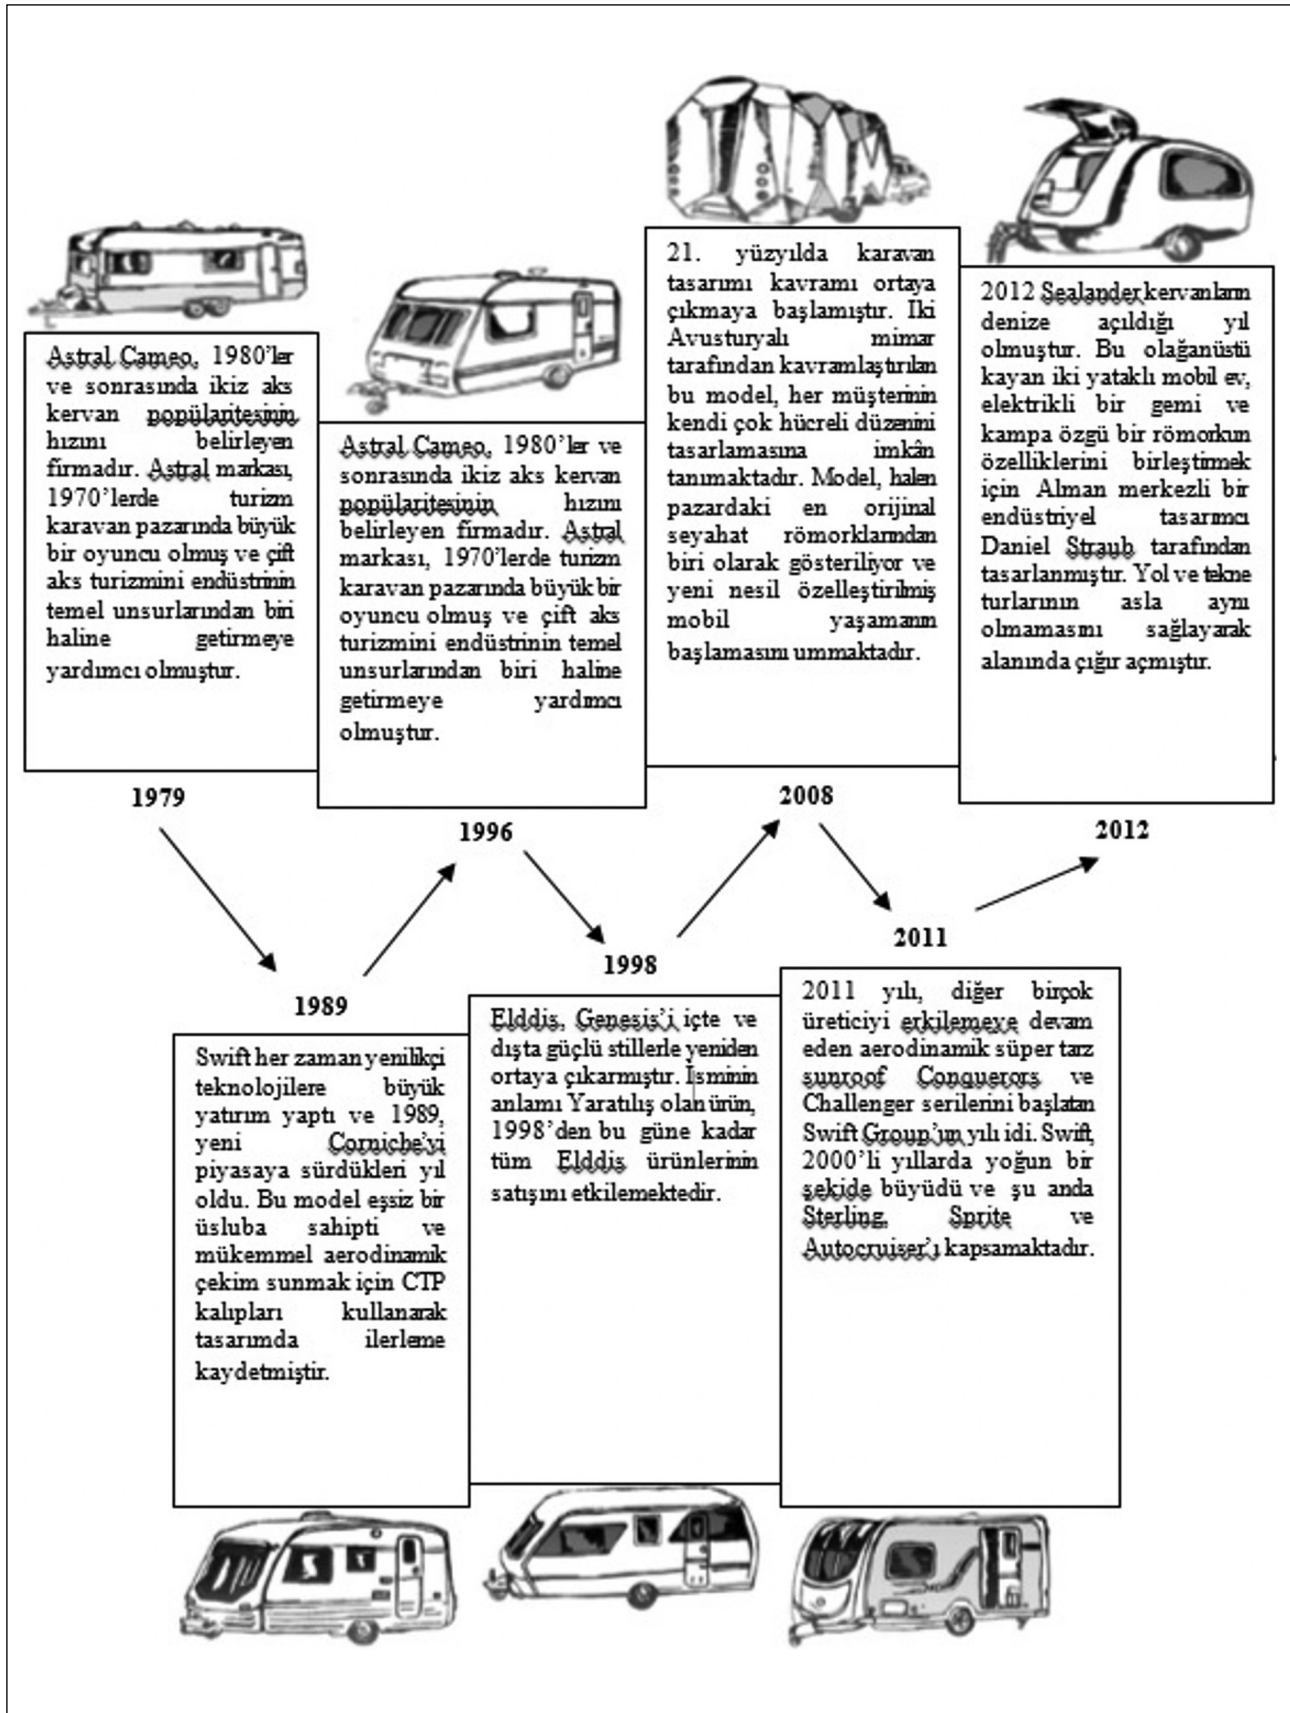 Astral Cameo, 1980'ler
ve sonrasında ikiz aks
kervan popülaritesinin
hızını belirleyen
firmadır. Astral markası,
1970'lerde turizm
karavan pazarında büyük
bir oyuncu olmuş ve çift
aks turizmini endüstrinin
temel unsurlarından biri
haline getirmeye
yardımcı olmuştur.
1979
Swift her zaman yenilikçi
teknolojilere büyük
yatırım yaptı ve 1989,
yeni Corniche'yi
piyasaya sürdükleri yıl
oldu. Bu model eşsiz bir
üsluba sahipti ve
mükemmel aerodinamik
çekim sunmak için CTP
kalıpları kullanarak
tasarımda ilerleme
kaydetmiştir.
1989
Astral Cameo, 1980'ler ve
sonrasında ikiz aks kervan
popülaritesinin hızını
belirleyen firmadır. Astral
markası, 1970'lerde turizm
karavan pazarında büyük bir
oyuncu olmuş ve çift aks
turizmini endüstrinin temel
unsurlarından biri haline
getirmeye yardımcı
olmuştur.
1996
1998
Elddis, Genesis'i içte ve
dışta güçlü stillerle yeniden
ortaya çıkarmıştır. İsminin
anlamı Yaratılış olan ürün,
1998'den bu güne kadar
tüm Elddis ürünlerinin
satışını etkilemektedir.
21. yüzyılda karavan
tasarımı kavramı ortaya
çıkmaya başlamıştır. İki
Avusturyalı mimar
tarafından kavramlaştırılan
bu model, her müşterinin
kendi çok hücreli düzenini
tasarlamasına imkân
tanımaktadır. Model, halen
pazardaki en orijinal
seyahat römorklarından
biri olarak gösteriliyor ve
yeni nesil özelleştirilmiş
mobil yaşamanın
başlamasını ummaktadır.
2008
2011
2011 yılı, diğer birçok
üreticiyi erkilemeye devam
eden aerodinamik süper tarz
sunroof Conquerors ve
Challenger serilerini başlatan
Swift Group'un yılı idi. Swift,
2000'li yıllarda yoğun bir
şekide büyüdü ve şu anda
Sterling, Sprite ve
Autocruiser'ı kapsamaktadır.
2012 Sealander kervanların
denize açıldığı yıl
olmuştur. Bu olağanüstü
kayan iki yataklı mobil ev,
elektrikli bir gemi ve
kampa özgü bir römorkun
özelliklerini birleştirmek
için Alman merkezli bir
endüstriyel tasarımcı
Daniel Straub tarafından
tasarlanmıştır. Yol ve tekne
turlarının asla aynı
olmamasını sağlayarak
alanında çığır açmıştır.
2012